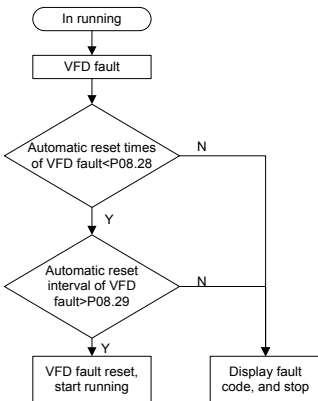 In running
VFD fault
Automatic reset times
of VFD fault<P08.28
N
Y
Automatic reset
interval of VFD
fault>P08.29
N
Y
VFD fault reset,
start running
Display fault
code, and stop